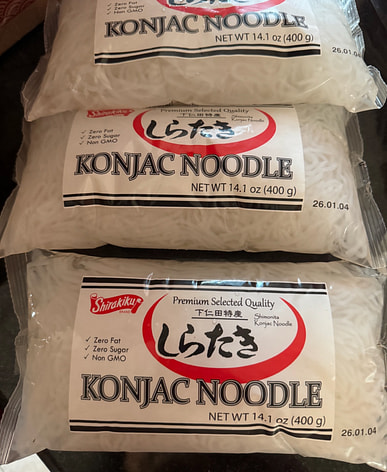 しらたき
✓ Zero Sugar
✓ Non GMO
KONJAC NOODLE
NET WT 14.1 oz (400 g)
26.01.04
Shirakiku
Premium Selected Quality
下仁田特産
Shimonita
Konjac Noodle
しらたき
✓ Zero Fat
✓ Zero Sugar
✓ Non GMO
KONJAC NOODLE
NET WT 14.1 oz (400 g)
26.01.04
Shirakiku
Premium Selected Quality
下仁田特産
Shimonita
Konjac Noodle
しらたき
✓ Zero Fat
✓ Zero Sugar
✓ Non GMO
KONJAC NOODLE
NET WT 14.1 oz (400 g)
26.01.04